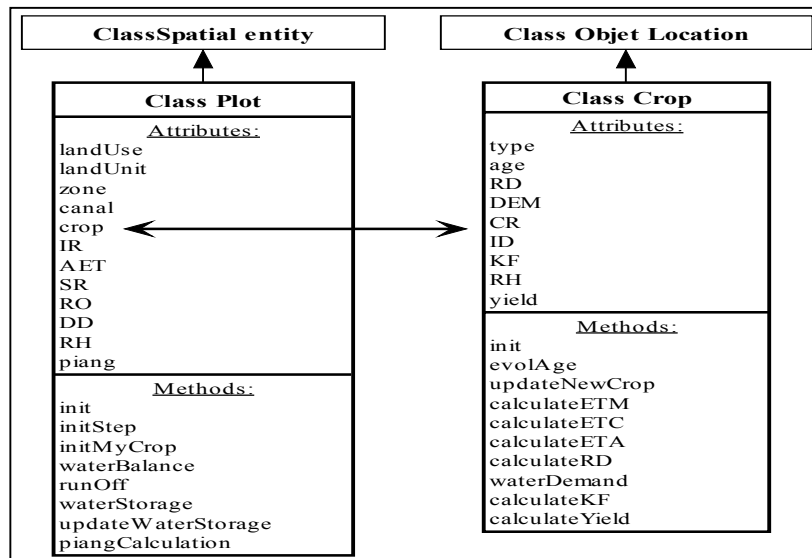 ClassSpatial entity
Class Plot
Attributes:
landUse
landUnit
zone
canal
crop
IR
AET
SR
RO
DD
RH
piang
Methods:
init
initStep
initMyCrop
waterBalance
runOff
waterStorage
updateWaterStorage
piangCalculation
Class Objet Location
Class Crop
Attributes:
type
age
RD
DEM
CR
ID
KF
RH
yield
Methods:
init
evolAge
updateNewCrop
calculateETM
calculateETC
calculateETA
calculateRD
waterDemand
calculateKF
calculateYield